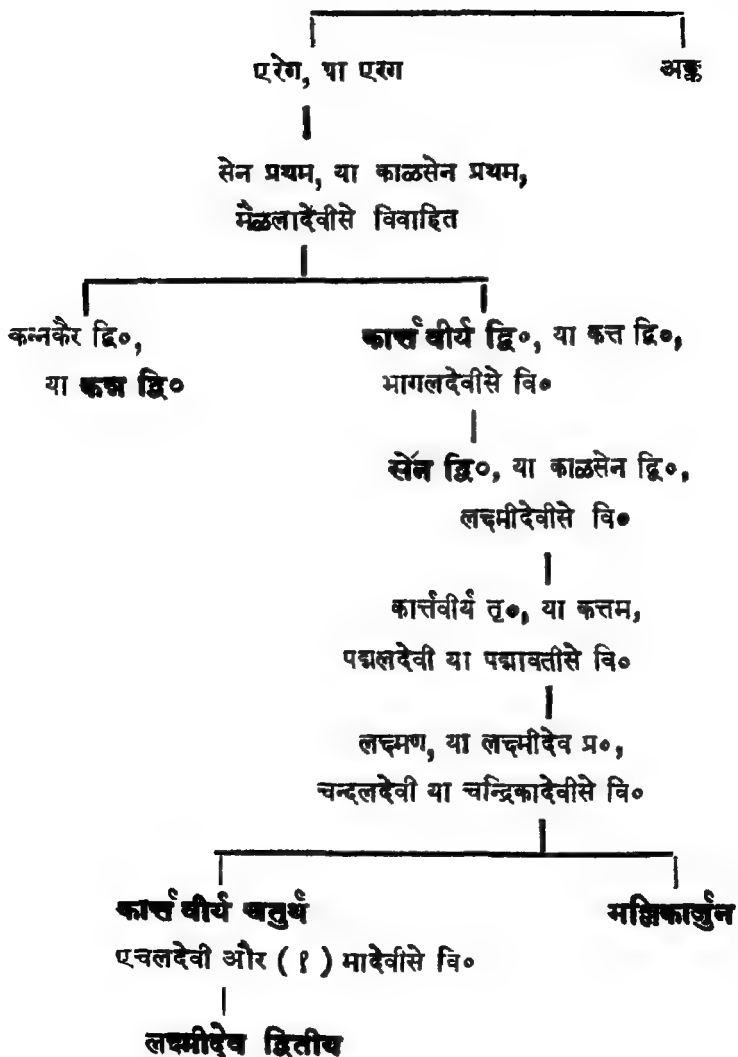 एरेग, या एरग
अङ्क
सेन प्रथम, या काळसेन प्रथम,
मैळलादेवीसे विवाहित
कन्नकैर द्वि०,
या कन्न द्वि०
कार्त्तवीर्य द्वि०, या कत्त द्वि०,
भागलदेवीसे वि०
सेन द्वि०, या काळसेन द्वि०,
लक्ष्मीदेवीसे वि०
कार्त्तवीर्य तृ०, या कत्तम,
पद्मलदेवी या पद्मावतीसे वि०
लक्ष्मण, या लक्ष्मीदेव प्र०,
चन्दलदेवी या चन्द्रिकादेवीसे वि०
कार्त्तवीर्य चतुर्थ
मल्लिकार्जुन
एचलदेवी और (१) मादेवीसे वि०
लक्ष्मीदेव द्वितीय